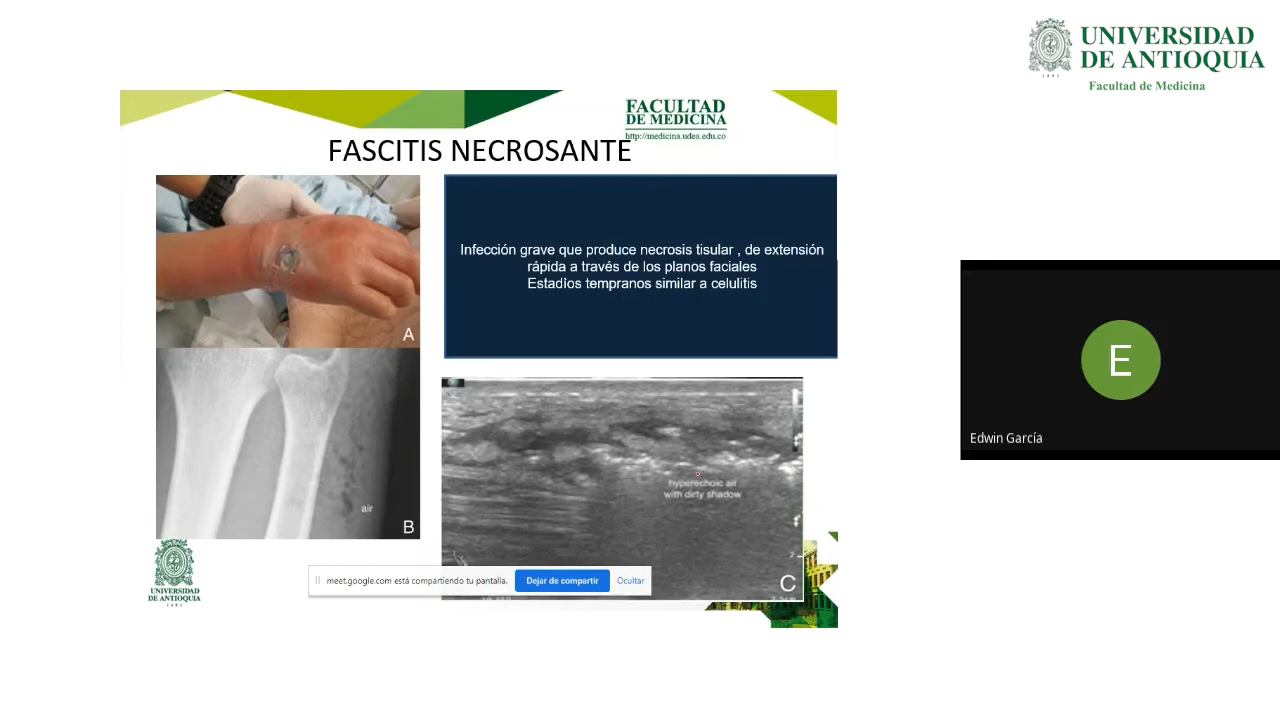 UNIVERSIDAD
DE ANTIOQUIA
1803
Facultad de Medicina
FACULTAD
DE MEDICINA
http://medicina.udea.edu.co
FASCITIS NECROSANTE
Infección grave que produce necrosis tisular , de extensión
rápida a través de los planos faciales
Estadíos tempranos similar a celulitis
A
air
B
hyperechoic air
with dirty shadow
C
UNIVERSIDAD
DE ANTIOQUIA
meet.google.com está compartiendo tu pantalla.
Dejar de compartir
Ocultar
E
Edwin García